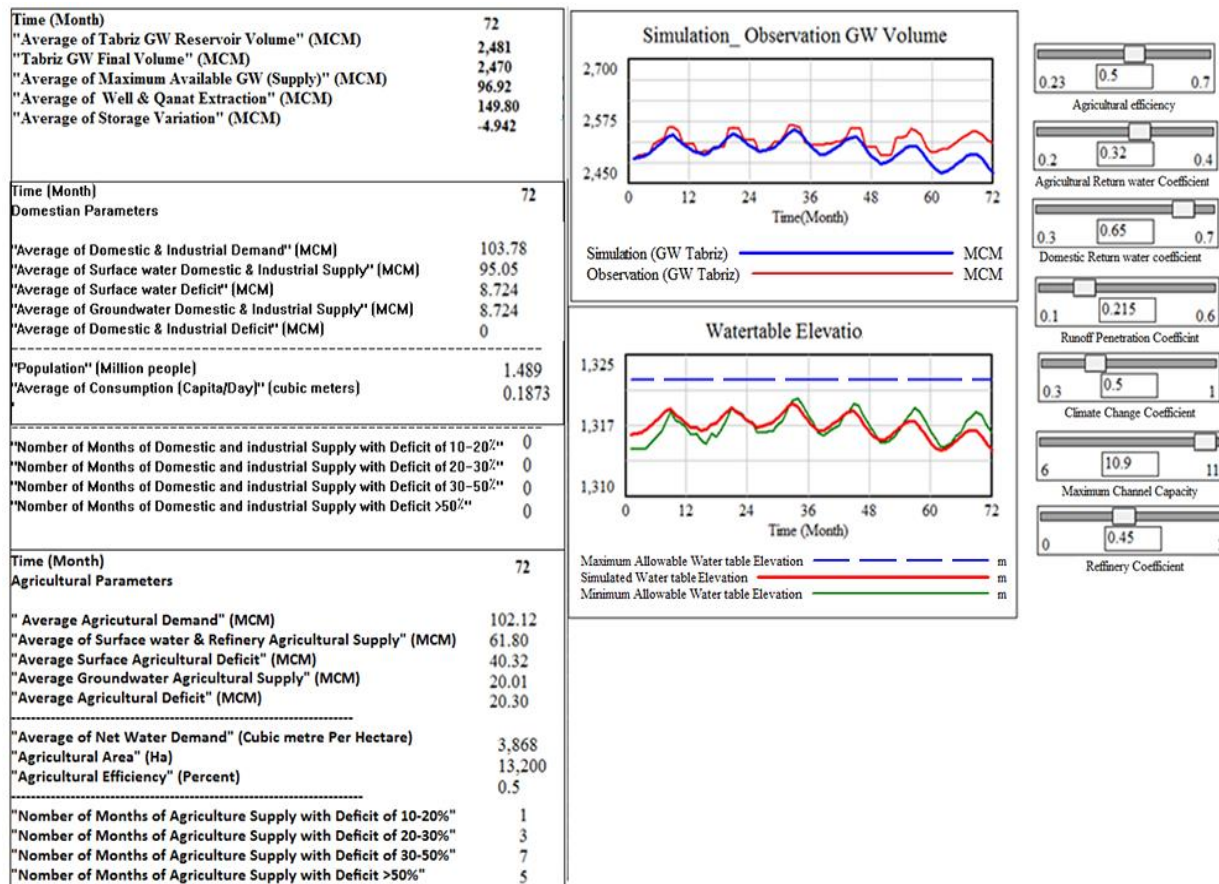 Time (Month) 72
"Average of Tabriz GW Reservoir Volume" (MCM) 2,481
"Tabriz GW Final Volume" (MCM) 2,470
"Average of Maximum Available GW (Supply)" (MCM) 96.92
"Average of Well & Qanat Extraction" (MCM) 149.80
"Average of Storage Variation" (MCM) -4.942
Time (Month) 72
Domestian Parameters
"Average of Domestic & Industrial Demand" (MCM) 103.78
"Average of Surface water Domestic & Industrial Supply" (MCM) 95.05
"Average of Surface water Deficit" (MCM) 8.724
"Average of Groundwater Domestic & Industrial Supply" (MCM) 8.724
"Average of Domestic & Industrial Deficit" (MCM) 0
"Population" (Million people) 1.489
"Average of Consumption (Capita/Day)" (cubic meters) 0.1873
"Nomber of Months of Domestic and industrial Supply with Deficit of 10-20%" 0
"Nomber of Months of Domestic and industrial Supply with Deficit of 20-30%" 0
"Nomber of Months of Domestic and industrial Supply with Deficit of 30-50%" 0
"Nomber of Months of Domestic and industrial Supply with Deficit >50%" 0
Time (Month) 72
Agricultural Parameters
" Average Agricutural Demand" (MCM) 102.12
"Average of Surface water & Refinery Agricultural Supply" (MCM) 61.80
"Average Surface Agricultural Deficit" (MCM) 40.32
"Average Groundwater Agricultural Supply" (MCM) 20.01
"Average Agricultural Deficit" (MCM) 20.30
"Average of Net Water Demand" (Cubic metre Per Hectare) 3,868
"Agricultural Area" (Ha) 13,200
"Agricultural Efficiency" (Percent) 0.5
"Nomber of Months of Agriculture Supply with Deficit of 10-20%" 1
"Nomber of Months of Agriculture Supply with Deficit of 20-30%" 3
"Nomber of Months of Agriculture Supply with Deficit of 30-50%" 7
"Nomber of Months of Agriculture Supply with Deficit >50%" 5
Simulation_ Observation GW Volume
2,700
2,575
2,450
0 12 24 36 48 60 72
Time(Month)
Simulation (GW Tabriz) MCM
Observation (GW Tabriz) MCM
Watertable Elevatio
1,325
1,317
1,310
0 12 24 36 48 60 72
Time (Month)
Maximum Allowable Water table Elevation m
Simulated Water table Elevation m
Minimum Allowable Water table Elevation m
0.23 0.5 0.7
Agricultural efficiency
0.2 0.32 0.4
Agricultural Return water Coefficient
0.3 0.65 0.7
Domestic Return water coefficient
0.1 0.215 0.6
Runoff Penetration Coefficint
0.3 0.5 1
Climate Change Coefficient
6 10.9 11
Maximum Channel Capacity
0 0.45
Reffinery Coefficient